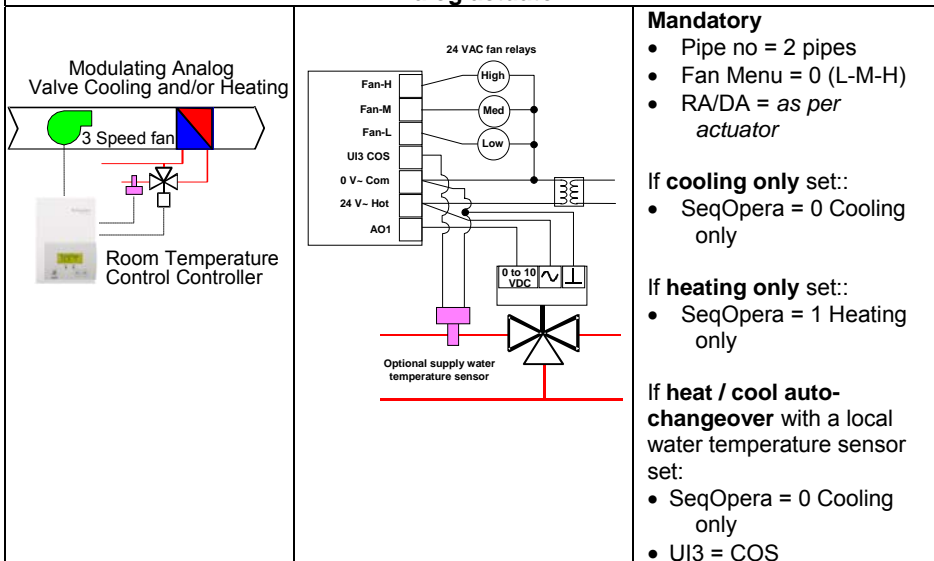 Modulating Analog
Valve Cooling and/or Heating
3 Speed fan
Room Temperature
Control Controller
24 VAC fan relays
Fan-H
High
Fan-M
Med
Fan-L
Low
UI3 COS
0 V~ Com
24 V~ Hot
AO1
0 to 10
VDC
Optional supply water
temperature sensor
Mandatory
• Pipe no = 2 pipes
• Fan Menu = 0 (L-M-H)
• RA/DA = as per
actuator
If cooling only set::
• SeqOpera = 0 Cooling
only
If heating only set::
• SeqOpera = 1 Heating
only
If heat / cool auto-
changeover with a local
water temperature sensor
set:
• SeqOpera = 0 Cooling
only
• UI3 = COS